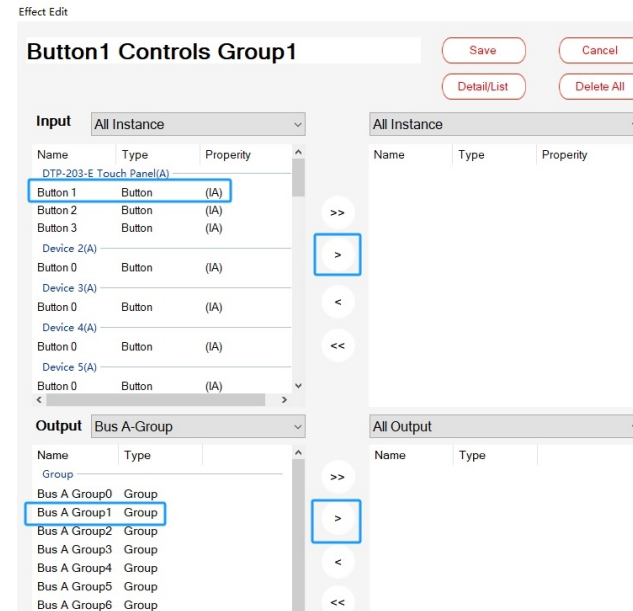 Effect Edit
Button1 Controls Group1
Save
Cancel
Detail/List
Delete All
Input
All Instance
All Instance
Name Type Properity
Name Type Properity
DTP-203-E Touch Panel(A)
Button 1 Button (IA)
Button 2 Button (IA)
Button 3 Button (IA)
Device 2(A)
Button 0 Button (IA)
Device 3(A)
Button 0 Button (IA)
Device 4(A)
Button 0 Button (IA)
Device 5(A)
Button 0 Button (IA)
>>
>
<
<<
Output
Bus A-Group
All Output
Name Type
Name Type
Group
Bus A Group0 Group
Bus A Group1 Group
Bus A Group2 Group
Bus A Group3 Group
Bus A Group4 Group
Bus A Group5 Group
Bus A Group6 Group
>>
>
<
<<